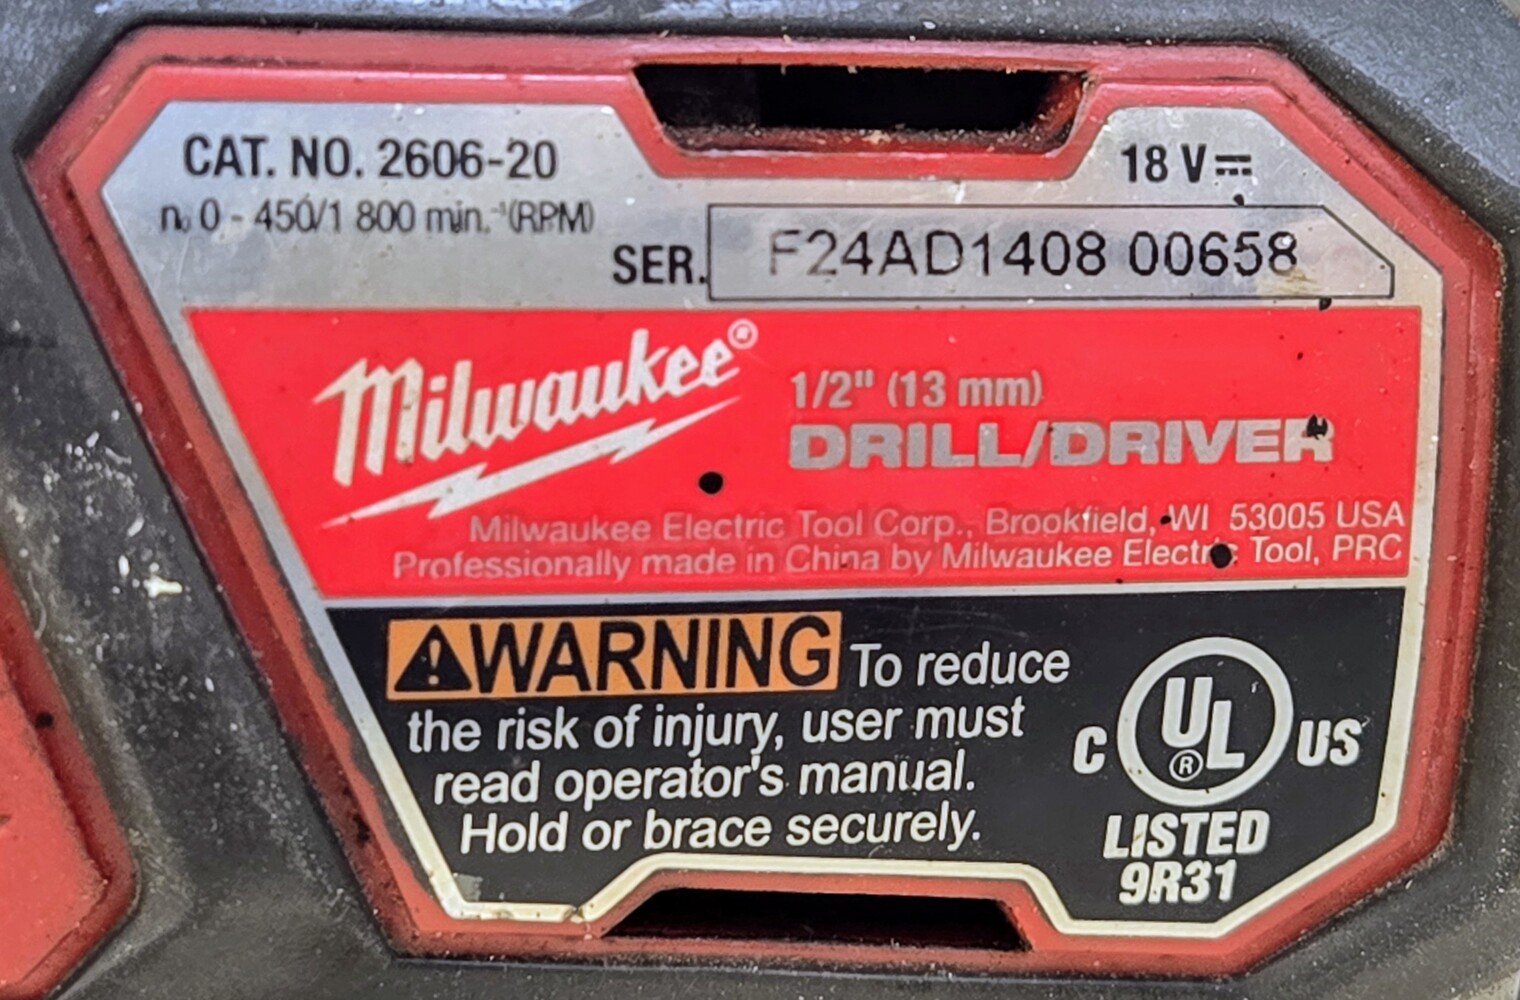 CAT. NO. 2606-20
18 V⎓
n₀ 0 - 450/1 800 min.⁻¹(RPM)
SER. F24AD1408 00658
Milwaukee®
1/2" (13 mm)
DRILL/DRIVER
Milwaukee Electric Tool Corp., Brookfield, WI 53005 USA
Professionally made in China by Milwaukee Electric Tool, PRC
⚠WARNING To reduce
the risk of injury, user must
read operator's manual.
Hold or brace securely.
C UL® US
LISTED
9R31